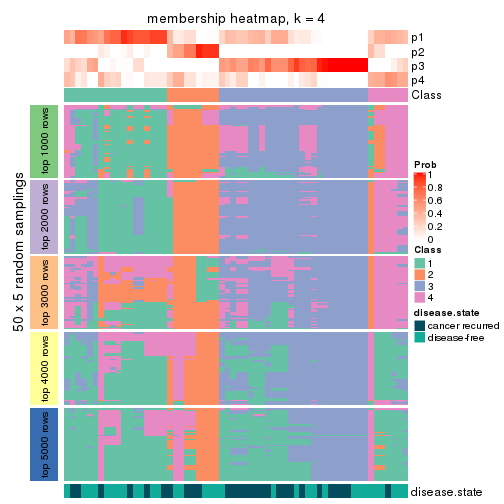 membership heatmap, k = 4
p1
p2
p3
p4
Class
50 x 5 random samplings
top 1000 rows
top 2000 rows
top 3000 rows
top 4000 rows
top 5000 rows
Prob
1
0.8
0.6
0.4
0.2
0
Class
1
2
3
4
disease.state
cancer recurred
disease-free
disease.state